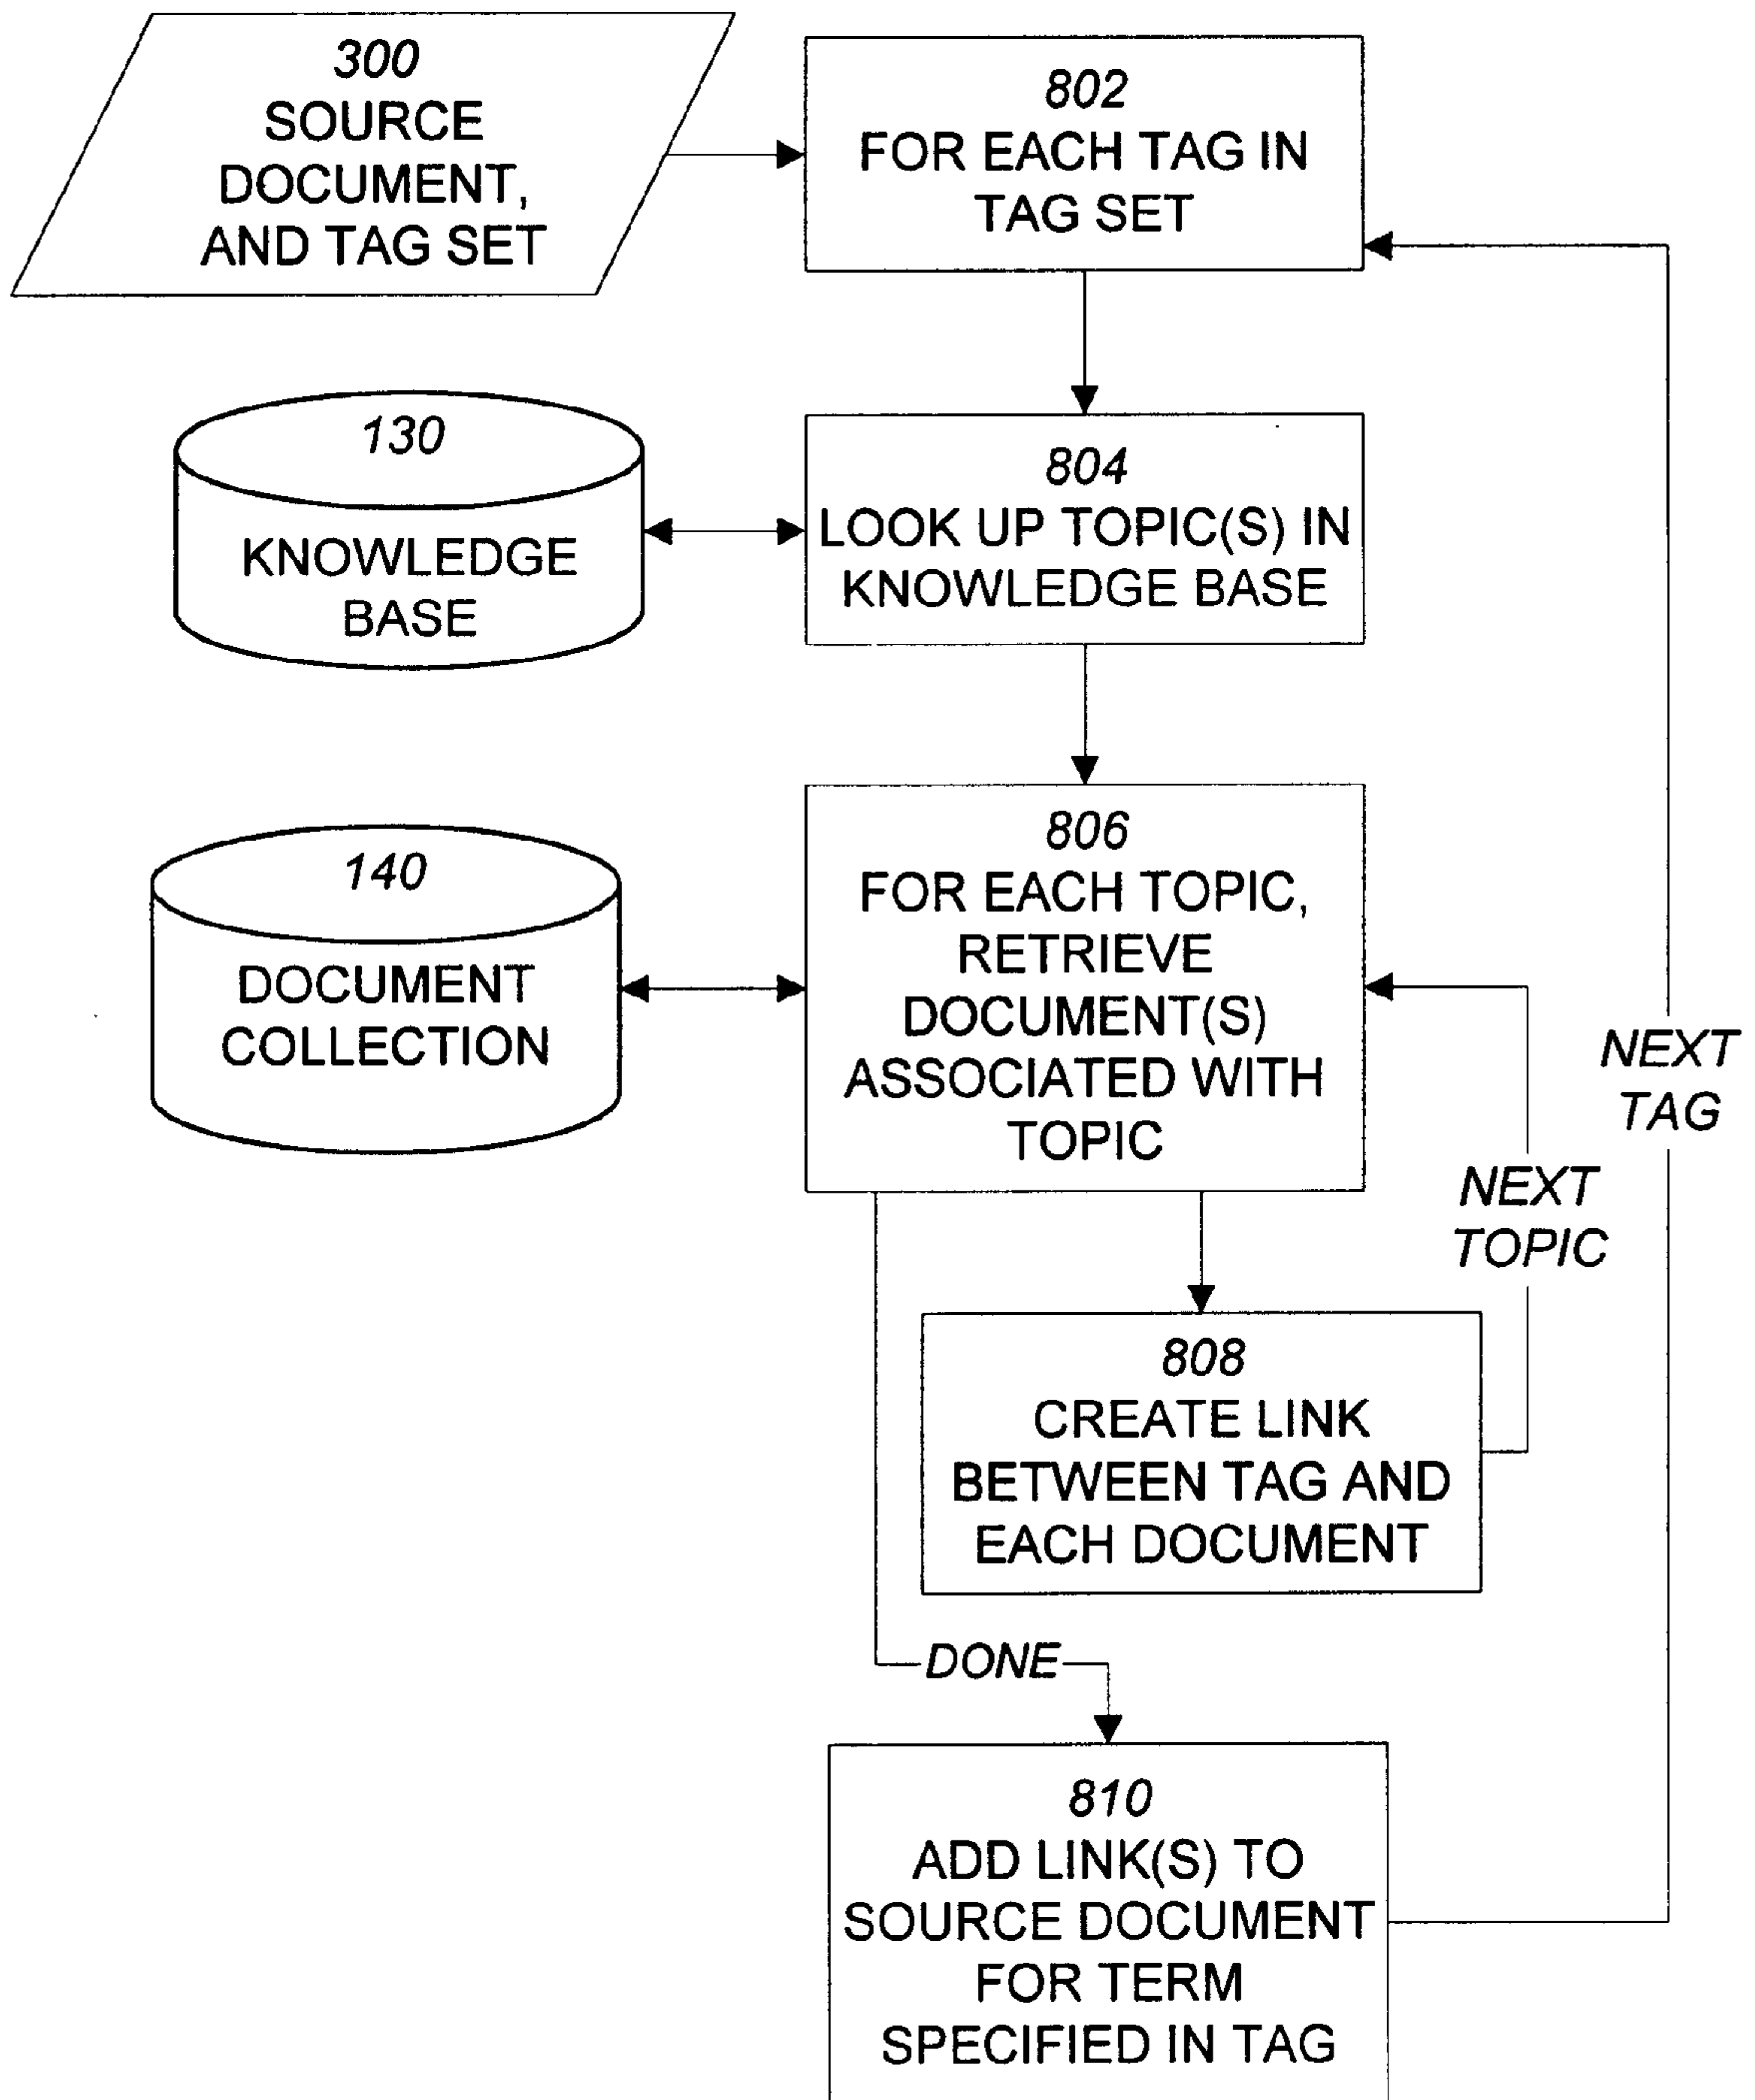 300
SOURCE
DOCUMENT,
AND TAG SET
802
FOR EACH TAG IN
TAG SET
130
KNOWLEDGE
BASE
804
LOOK UP TOPIC(S) IN
KNOWLEDGE BASE
140
DOCUMENT
COLLECTION
806
FOR EACH TOPIC,
RETRIEVE
DOCUMENT(S)
ASSOCIATED WITH
TOPIC
NEXT
TAG
NEXT
TOPIC
808
CREATE LINK
BETWEEN TAG AND
EACH DOCUMENT
DONE
810
ADD LINK(S) TO
SOURCE DOCUMENT
FOR TERM
SPECIFIED IN TAG